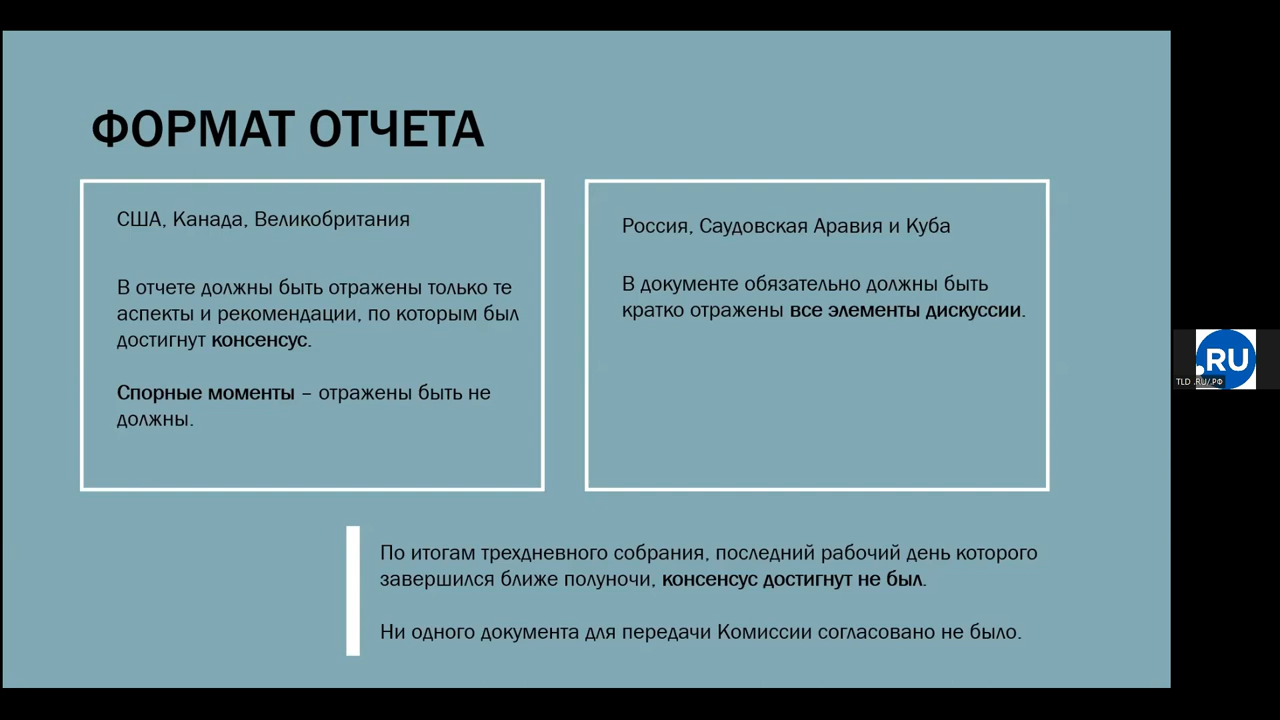 ФОРМАТ ОТЧЕТА
США, Канада, Великобритания
В отчете должны быть отражены только те
аспекты и рекомендации, по которым был
достигнут консенсус.
Спорные моменты – отражены быть не
должны.
Россия, Саудовская Аравия и Куба
В документе обязательно должны быть
кратко отражены все элементы дискуссии.
По итогам трехдневного собрания, последний рабочий день которого
завершился ближе полуночи, консенсус достигнут не был.
Ни одного документа для передачи Комиссии согласовано не было.
.RU
TLD .RU/.РФ